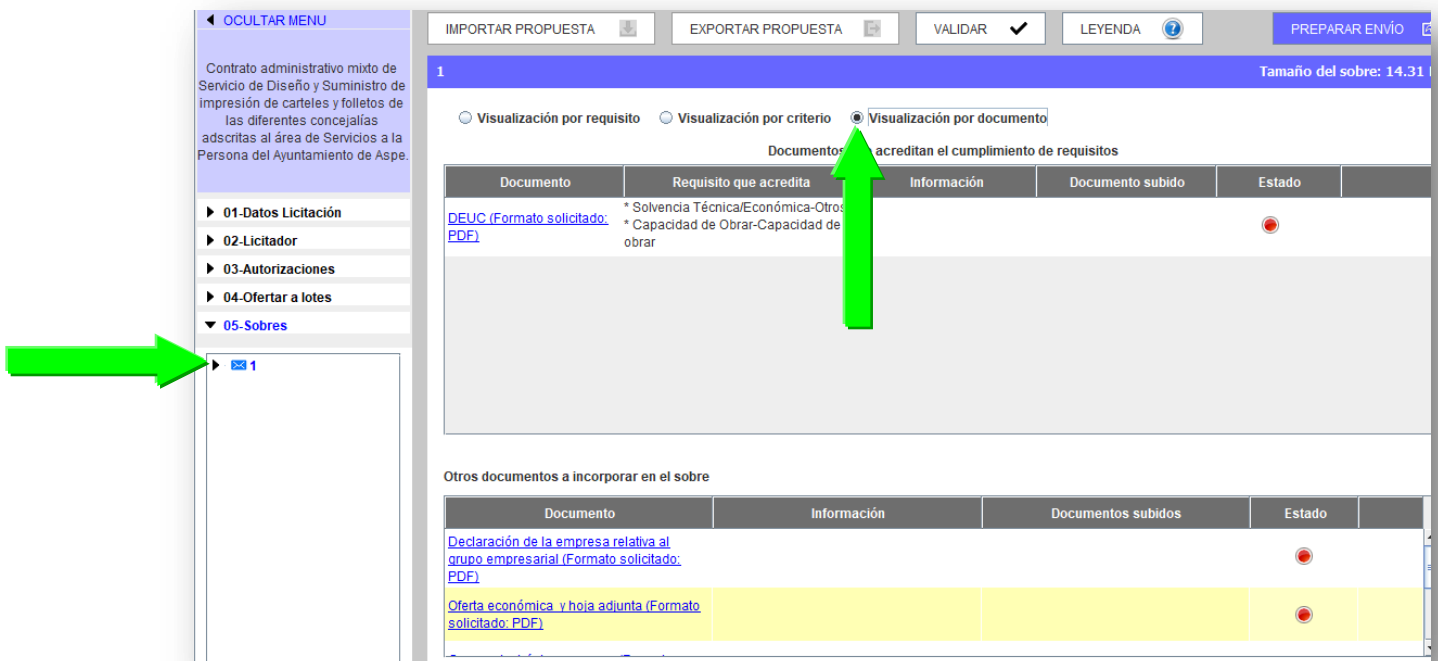 OCULTAR MENU
IMPORTAR PROPUESTA
EXPORTAR PROPUESTA
VALIDAR
LEYENDA
PREPARAR ENVÍO
Contrato administrativo mixto de
Servicio de Diseño y Suministro de
impresión de carteles y folletos de
las diferentes concejalías
adscritas al área de Servicios a la
Persona del Ayuntamiento de Aspe.
1
Tamaño del sobre: 14.31
Visualización por requisito
Visualización por criterio
Visualización por documento
Documentos acreditan el cumplimiento de requisitos
Documento
Requisito que acredita
Información
Documento subido
Estado
DEUC (Formato solicitado:
PDF)
* Solvencia Técnica/Económica-Otros
* Capacidad de Obrar-Capacidad de
obrar
01-Datos Licitación
02-Licitador
03-Autorizaciones
04-Ofertar a lotes
05-Sobres
1
Otros documentos a incorporar en el sobre
Documento
Información
Documentos subidos
Estado
Declaración de la empresa relativa al
grupo empresarial (Formato solicitado:
PDF)
Oferta económica y hoja adjunta (Formato
solicitado: PDF)